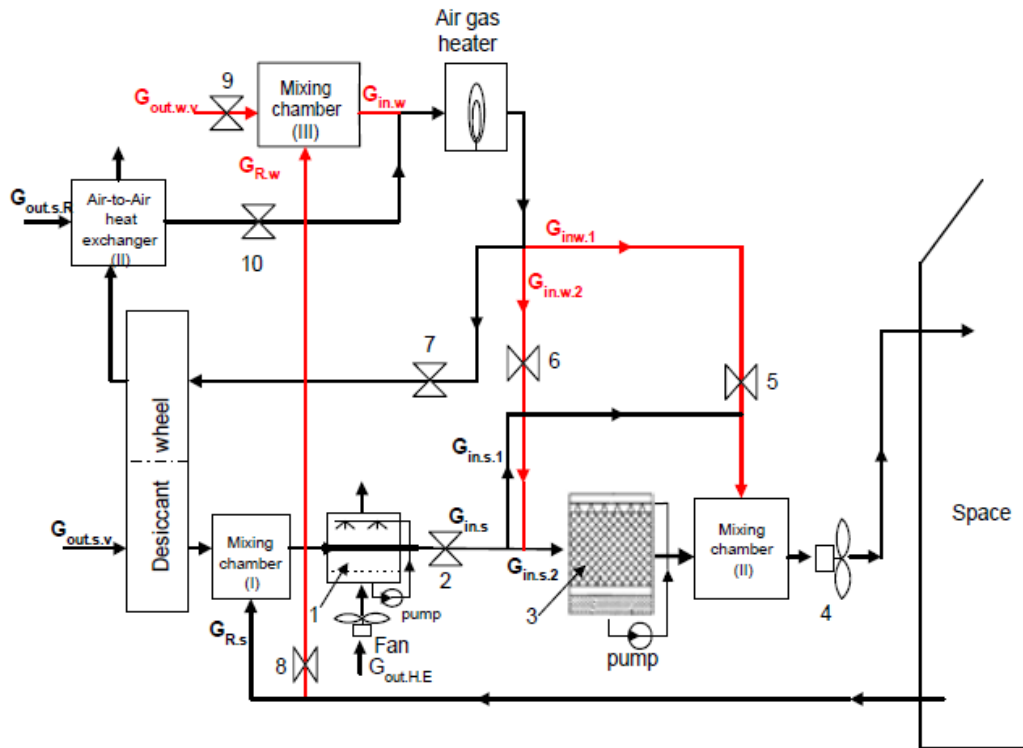 Air gas
heater
9
G_out.w.v
Mixing
chamber
(III)
G_in.w
G_R.w
G_out.s.R
Air-to-Air
heat
exchanger
(II)
10
G_inw.1
G_in.w.2
7
6
5
Desiccant wheel
G_in.s.1
G_out.s.v
Mixing
chamber
(I)
G_in.s
1
2
pump
G_in.s.2
3
Mixing
chamber
(II)
Space
4
G_R.s
Fan
G_out.H.E
pump
8